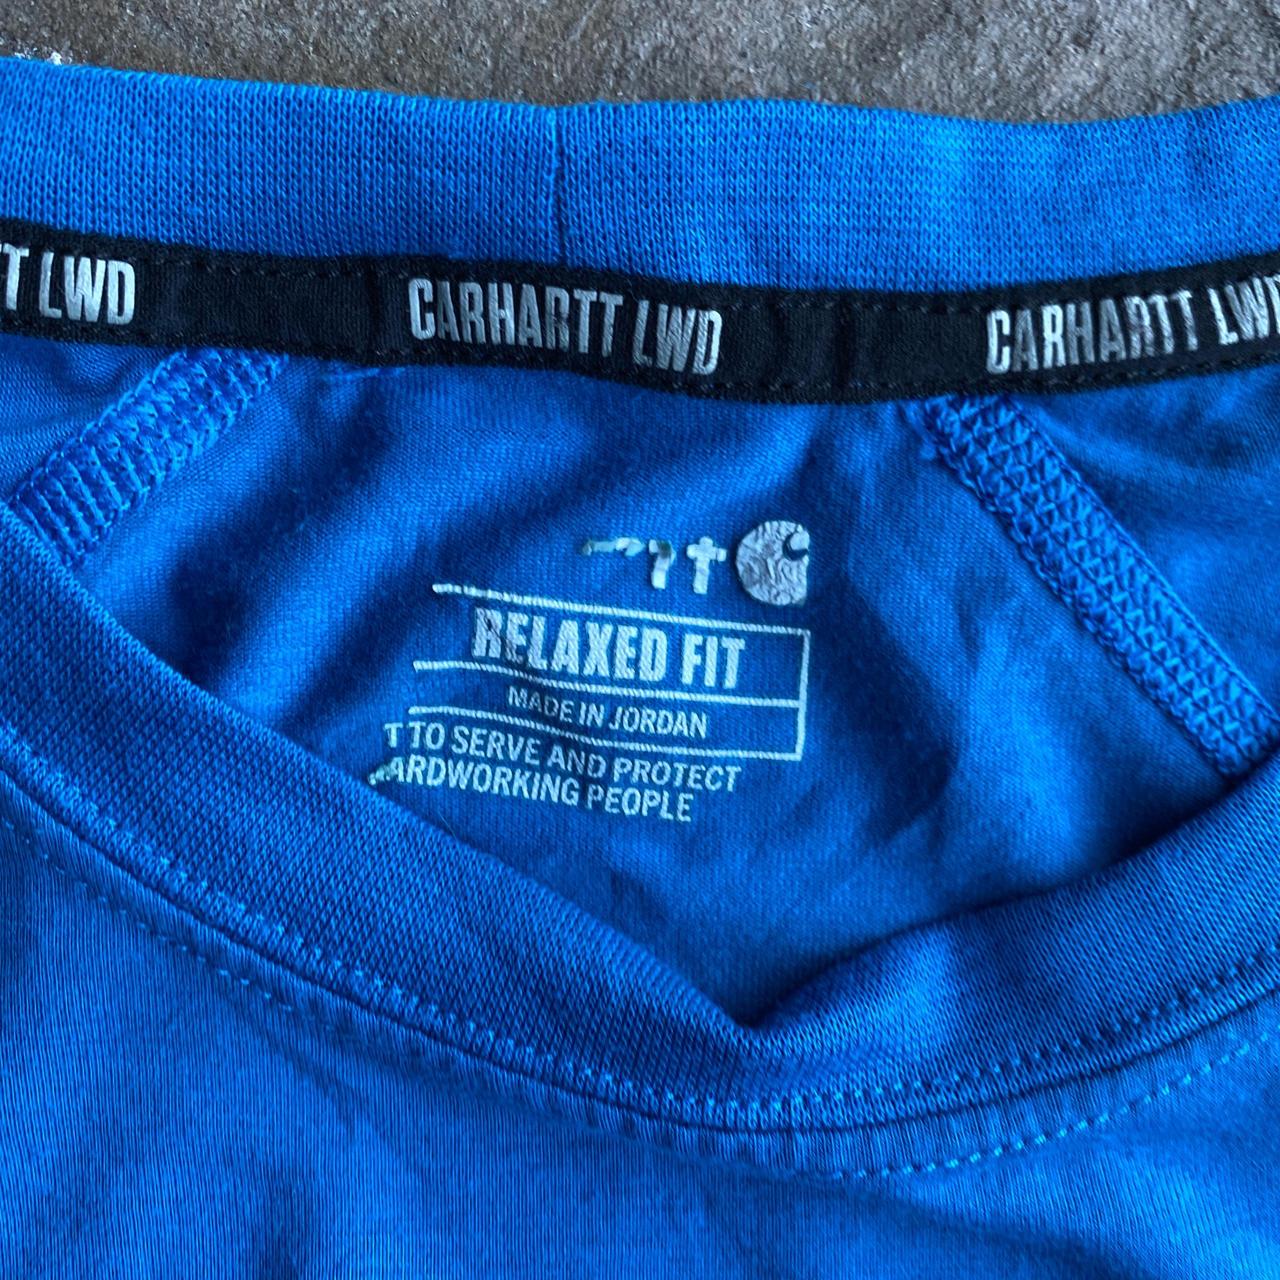 TT LWD CARHARTT LWD CARHARTT LWD
RELAXED FIT
MADE IN JORDAN
T TO SERVE AND PROTECT
ARDWORKING PEOPLE